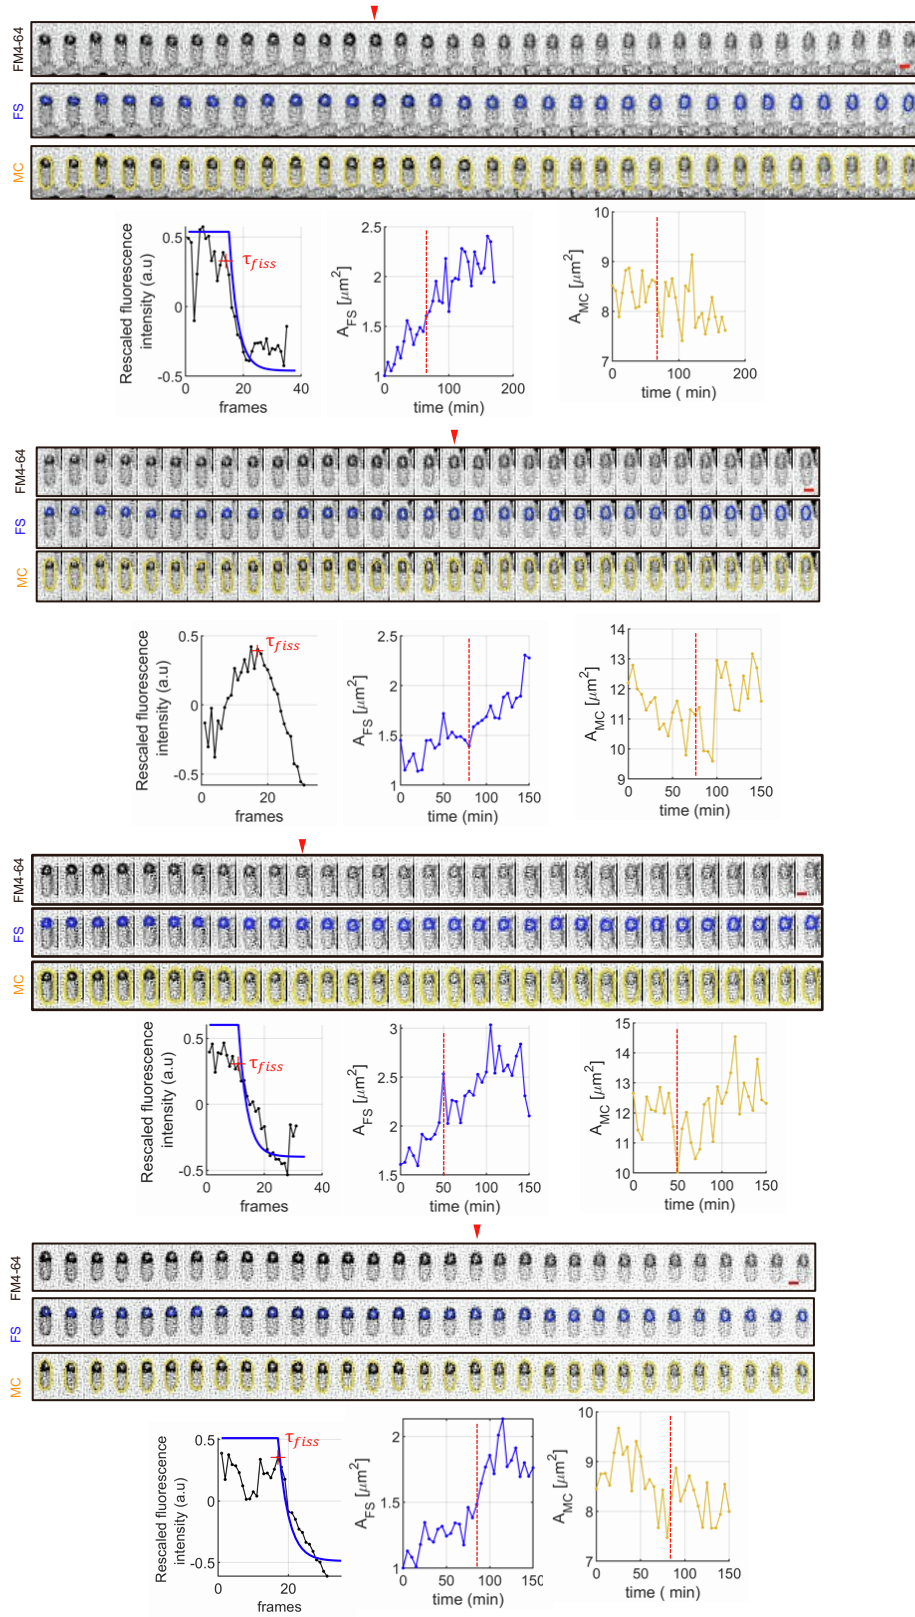 FM4-64
FS
MC
Rescaled fluorescence
intensity (a.u)
0.5
0
-0.5
0 20 40
frames
τfiss
A_FS [μm²]
2.5
2
1.5
1
0 100 200
time (min)
A_MC [μm²]
10
9
8
7
0 100 200
time ( min)
FM4-64
FS
MC
Rescaled fluorescence
intensity (a.u)
0.5
0
-0.5
0 20
frames
τfiss
A_FS [μm²]
2.5
2
1.5
1
0 50 100 150
time (min)
A_MC [μm²]
14
13
12
11
10
9
0 50 100 150
time (min)
FM4-64
FS
MC
Rescaled fluorescence
intensity (a.u)
0.5
0
-0.5
0 20 40
frames
τfiss
A_FS [μm²]
3
2.5
2
1.5
0 50 100 150
time (min)
A_MC [μm²]
15
14
13
12
11
10
0 50 100 150
time (min)
FM4-64
FS
MC
Rescaled fluorescence
intensity (a.u)
0.5
0
-0.5
0 20
frames
τfiss
A_FS [μm²]
2
1.5
1
0 50 100 150
time (min)
A_MC [μm²]
10
9
8
7
0 50 100 150
time ( min)